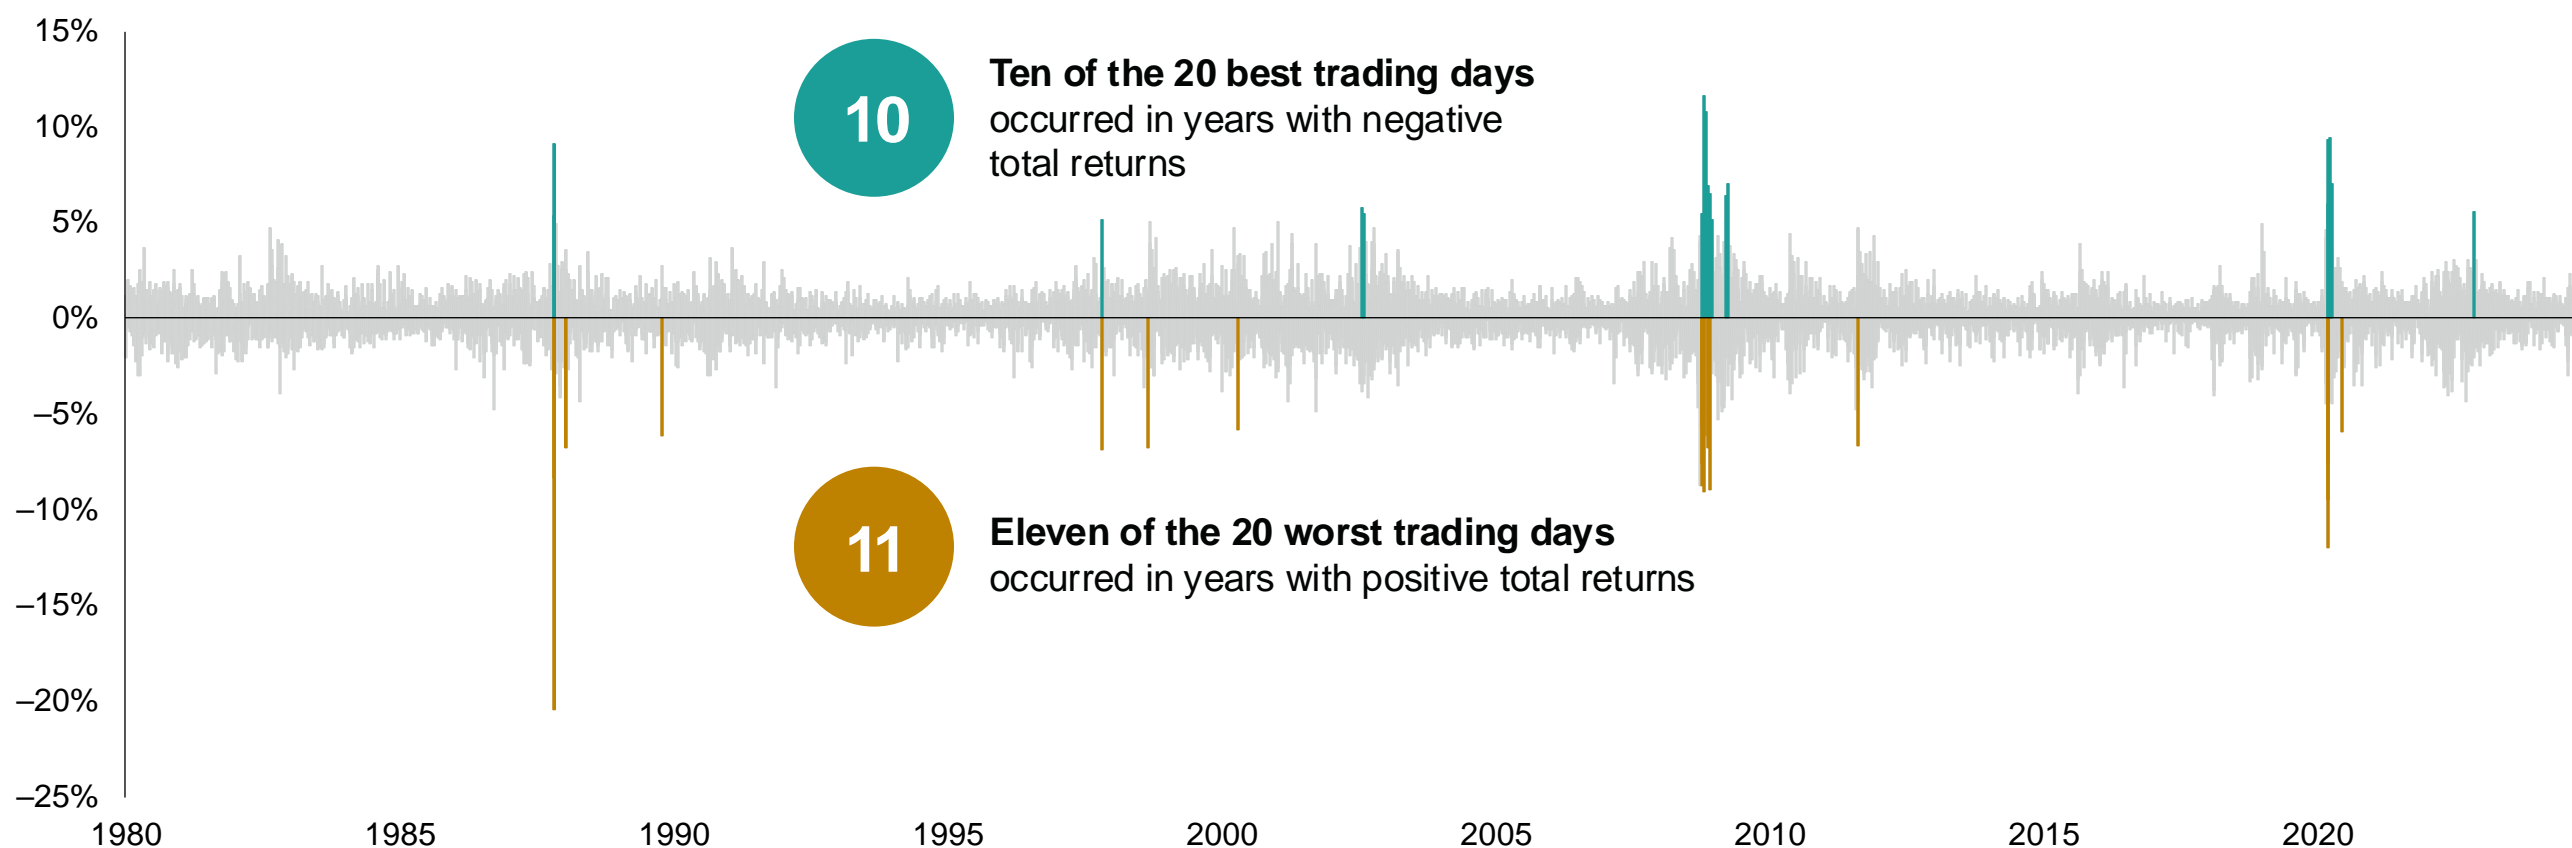 15%
10%
5%
0%
–5%
–10%
–15%
–20%
–25%
10
Ten of the 20 best trading days
occurred in years with negative
total returns
11
Eleven of the 20 worst trading days
occurred in years with positive total returns
1980 1985 1990 1995 2000 2005 2010 2015 2020